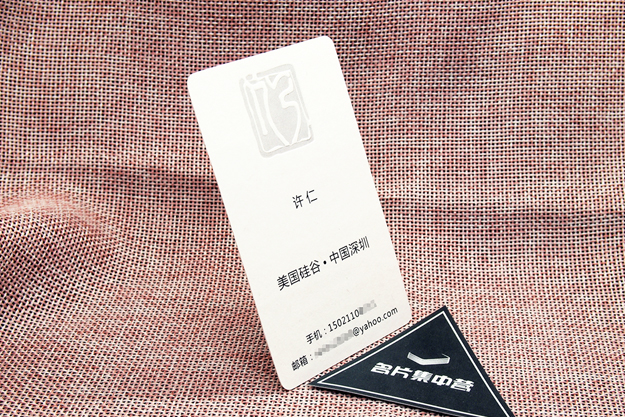 许仁
美国硅谷·中国深圳
手机：1502110
邮箱：@yahoo.com
名片集中荟